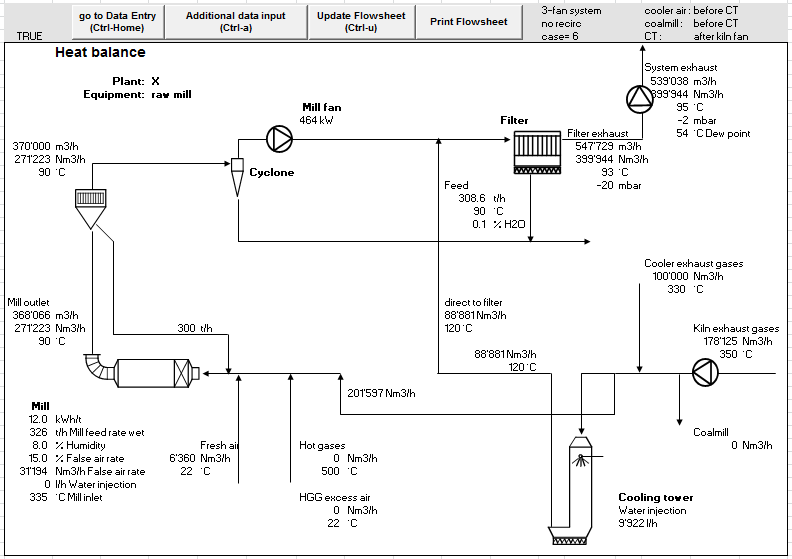 TRUE
go to Data Entry
(Ctrl-Home)
Additional data input
(Ctrl-a)
Update Flowsheet
(Ctrl-u)
Print Flowsheet
3-fan system
no recirc
case= 6
cooler air : before CT
coalmill : before CT
CT : after kiln fan
Heat balance
Plant: X
Equipment: raw mill
Mill fan
464 kW
Filter
System exhaust
539'038 m3/h
399'944 Nm3/h
95 °C
-2 mbar
54 °C Dew point
Filter exhaust
547'729 m3/h
399'944 Nm3/h
93 °C
-20 mbar
370'000 m3/h
271'223 Nm3/h
90 °C
Cyclone
Feed
308.6 t/h
90 °C
0.1 % H2O
Cooler exhaust gases
100'000 Nm3/h
330 °C
Mill outlet
368'066 m3/h
271'223 Nm3/h
90 °C
300 t/h
direct to filter
88'881 Nm3/h
120 °C
88'881 Nm3/h
120 °C
Kiln exhaust gases
178'125 Nm3/h
350 °C
201'597 Nm3/h
Mill
12.0 kWh/t
326 t/h Mill feed rate wet
8.0 % Humidity
15.0 % False air rate
31'194 Nm3/h False air rate
0 l/h Water injection
335 °C Mill inlet
Fresh air
6'360 Nm3/h
22 °C
Hot gases
0 Nm3/h
500 °C
HGG excess air
0 Nm3/h
22 °C
Coalmill
0 Nm3/h
Cooling tower
Water injection
9'922 l/h